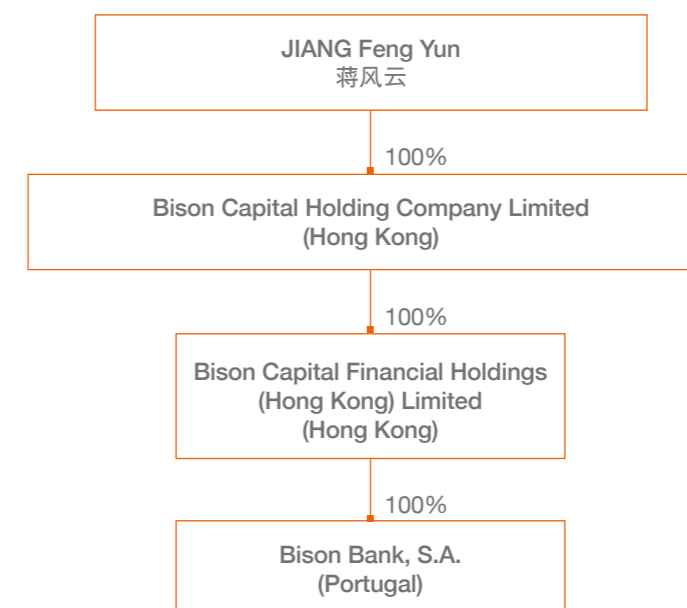 JIANG Feng Yun
蒋风云
100%
Bison Capital Holding Company Limited
(Hong Kong)
100%
Bison Capital Financial Holdings
(Hong Kong) Limited
(Hong Kong)
100%
Bison Bank, S.A.
(Portugal)